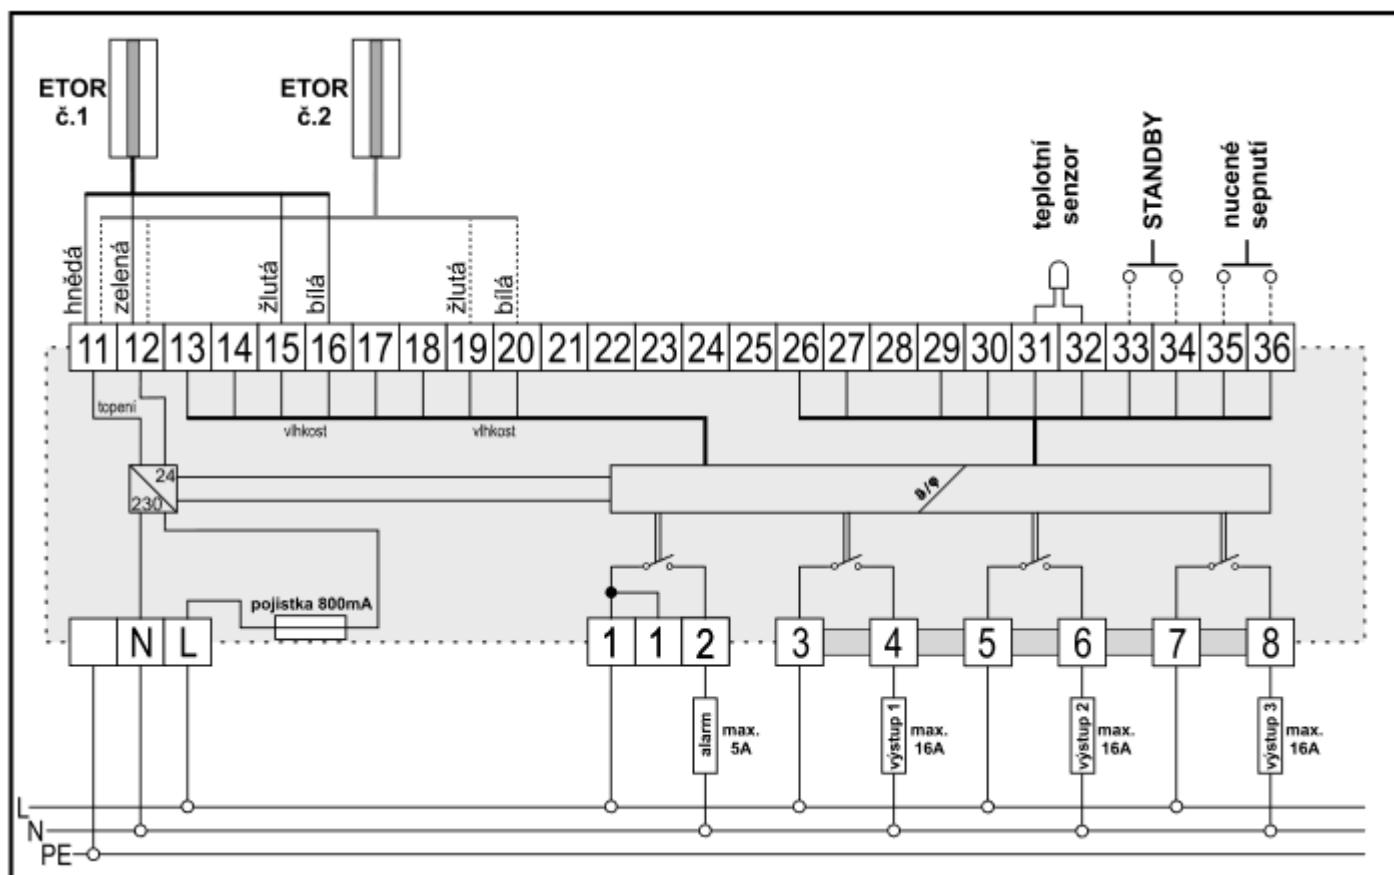 ETOR
č.1
ETOR
č.2
teplotní
senzor
STANDBY
nucené
sepnutí
hnědá
zelená
žlutá
bílá
žlutá
bílá
11 12 13 14 15 16 17 18 19 20 21 22 23 24 25 26 27 28 29 30 31 32 33 34 35 36
topení
vlhkost
vlhkost
24
230
ϑ/φ
pojistka 800mA
N L 1 1 2 3 4 5 6 7 8
alarm
max.
5A
výstup 1
max.
16A
výstup 2
max.
16A
výstup 3
max.
16A
L
N
PE